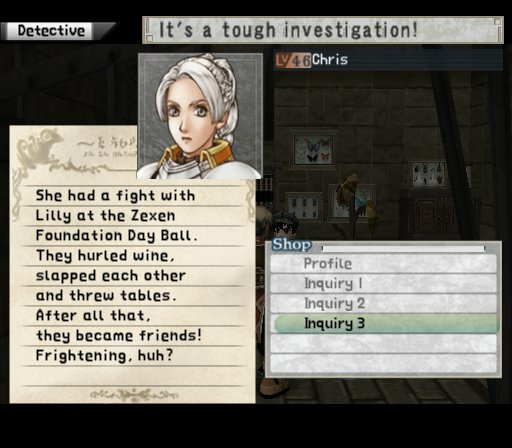 Detective
It's a tough investigation!
LV 46 Chris
She had a fight with
Lilly at the Zexen
Foundation Day Ball.
They hurled wine,
slapped each other
and threw tables.
After all that,
they became friends!
Frightening, huh?
Shop
Profile
Inquiry 1
Inquiry 2
Inquiry 3